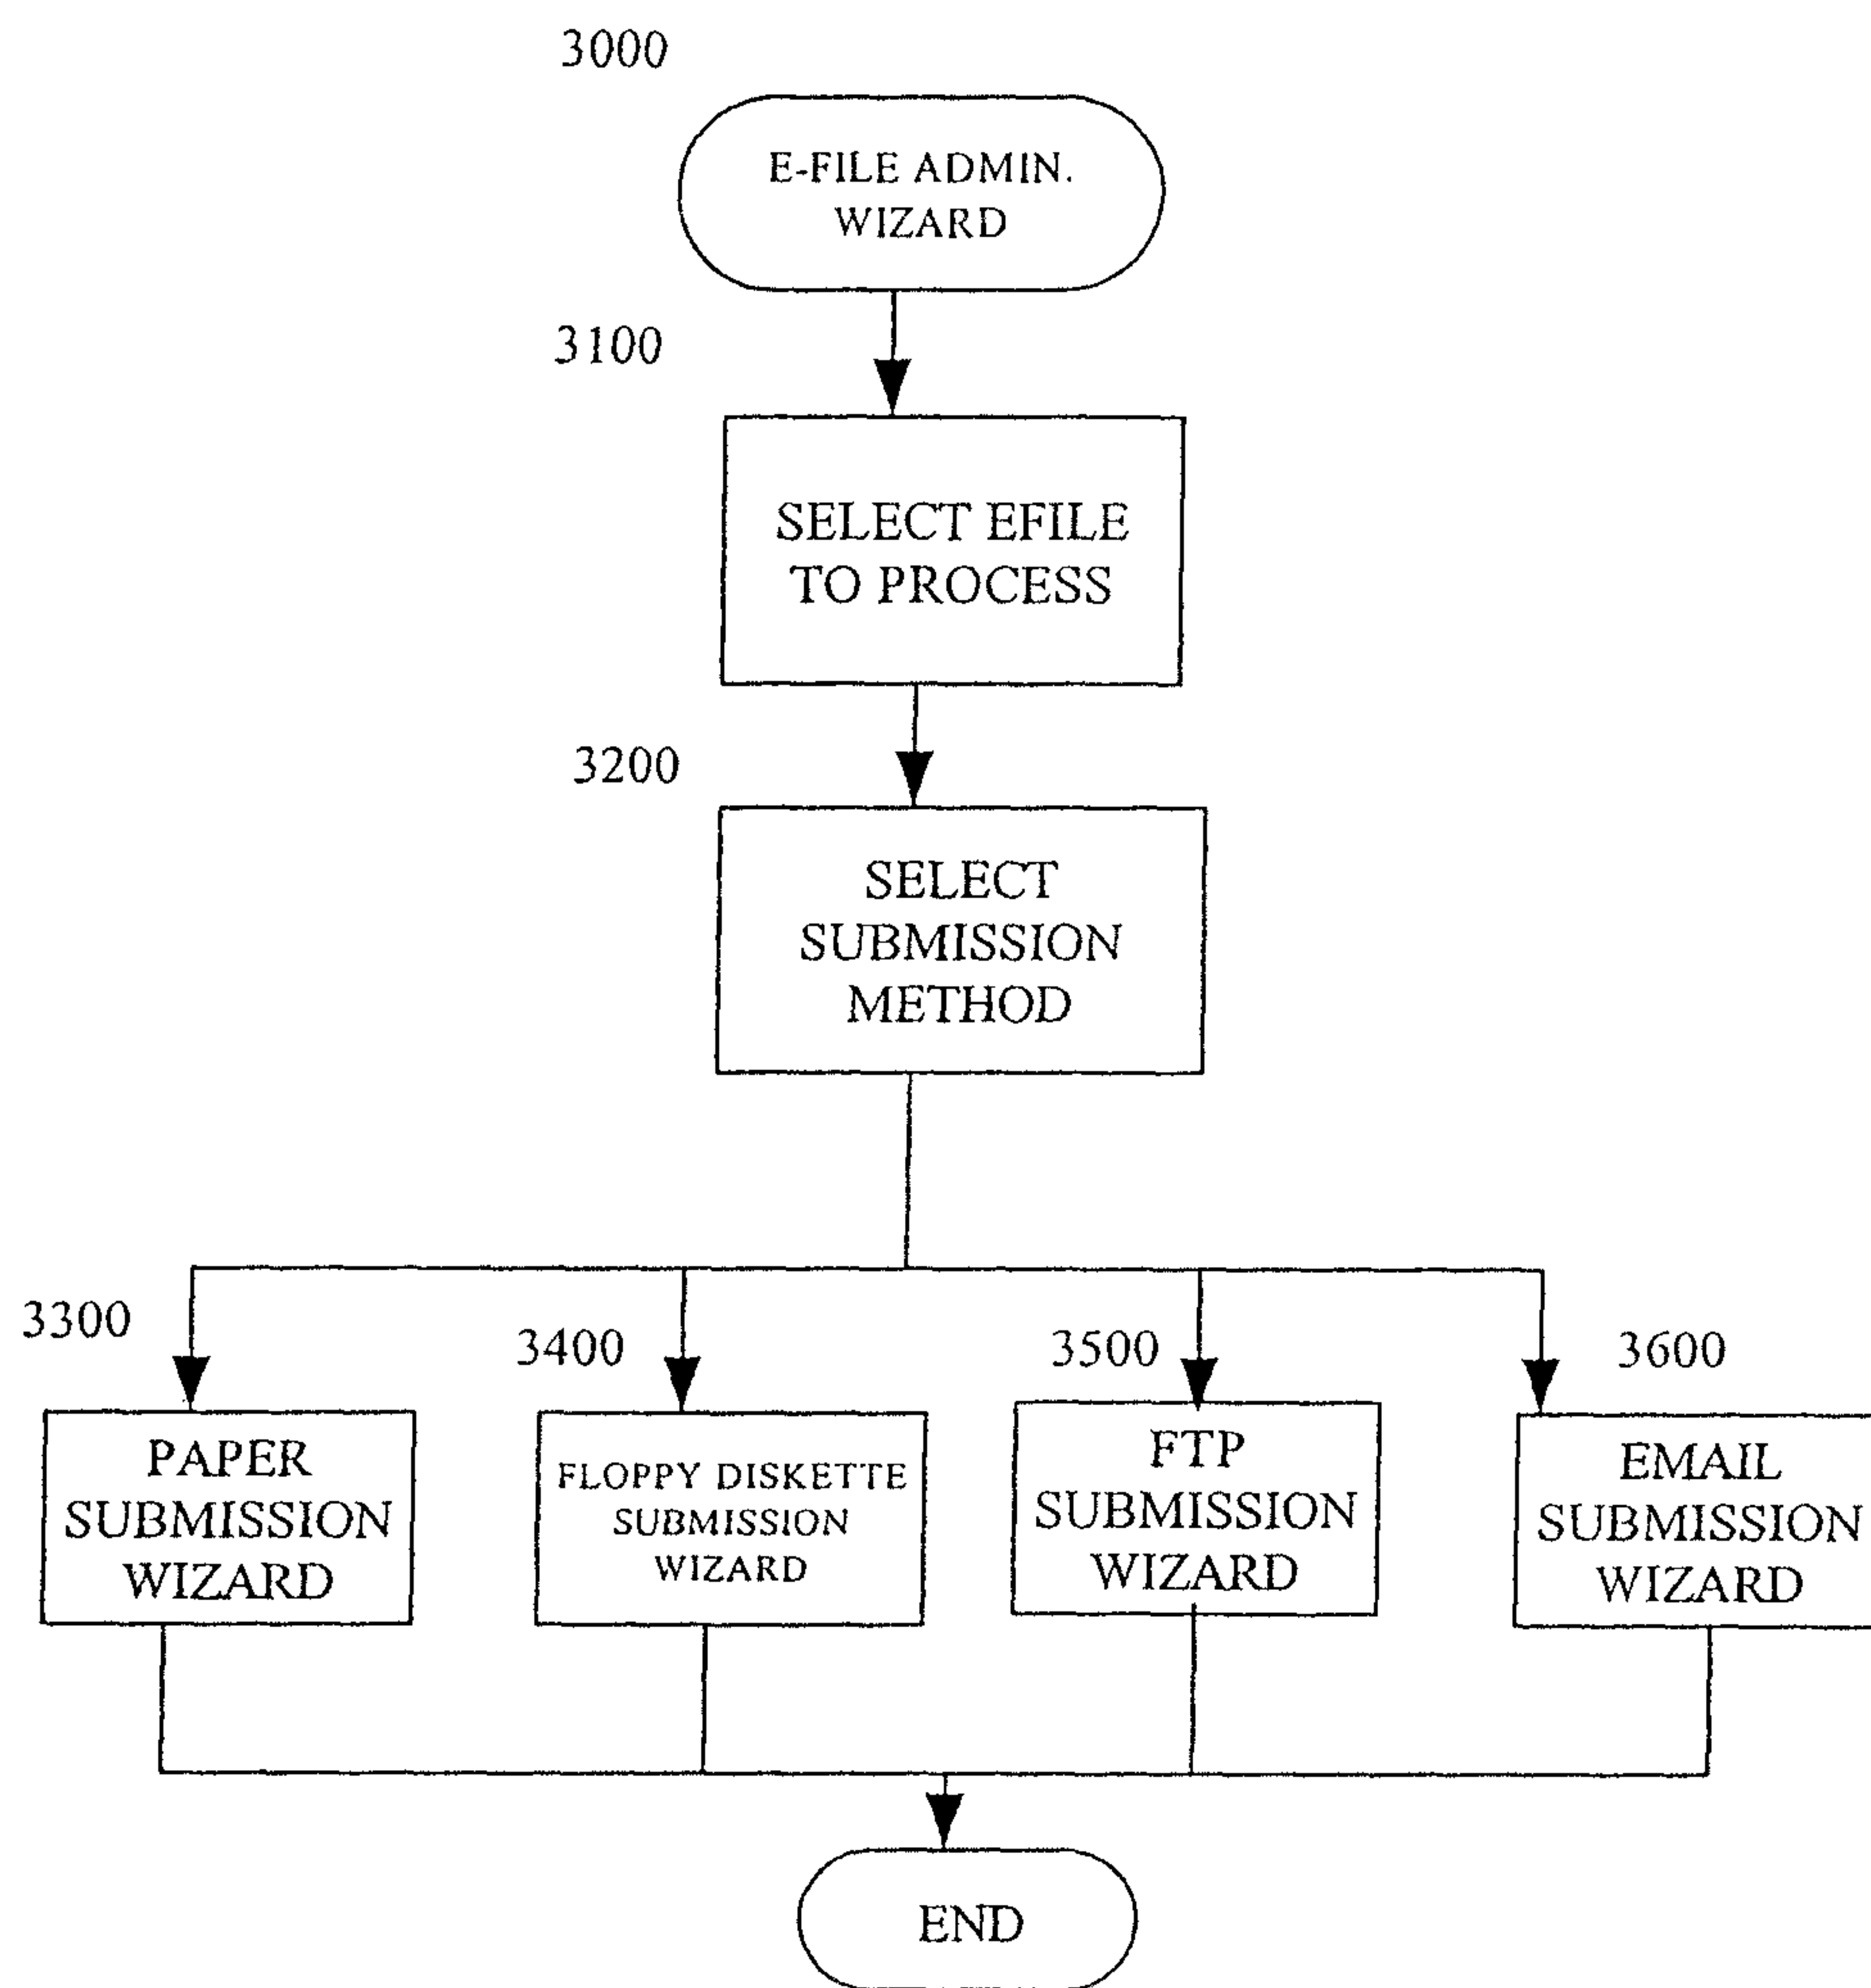 3000
E-FILE ADMIN.
WIZARD
3100
SELECT EFILE
TO PROCESS
3200
SELECT
SUBMISSION
METHOD
3300
3400
3500
3600
PAPER
SUBMISSION
WIZARD
FLOPPY DISKETTE
SUBMISSION
WIZARD
FTP
SUBMISSION
WIZARD
EMAIL
SUBMISSION
WIZARD
END